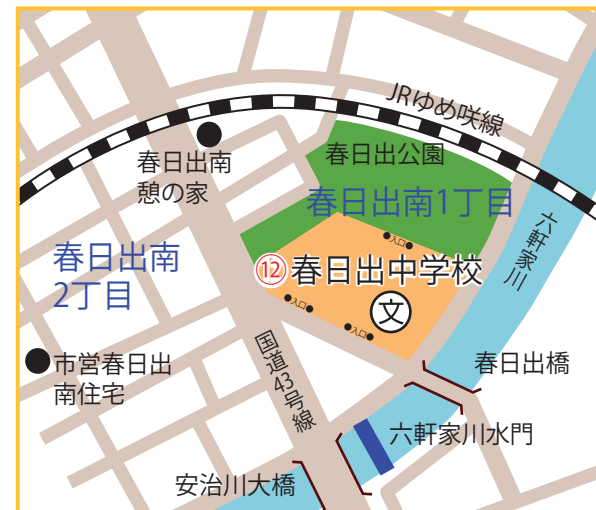 JRゆめ咲線
春日出公園
春日出南
憩の家
春日出南1丁目
六軒家川
入口
春日出南
2丁目
⑫春日出中学校
文
入口
入口
国道43号線
市営春日出
南住宅
春日出橋
六軒家川水門
安治川大橋